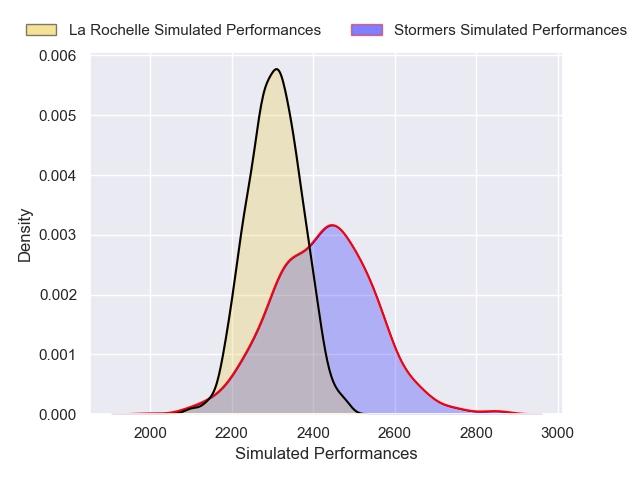 La Rochelle Simulated Performances
Stormers Simulated Performances
0.006
0.005
0.004
0.003
0.002
0.001
0.000
Density
2000 2200 2400 2600 2800 3000
Simulated Performances